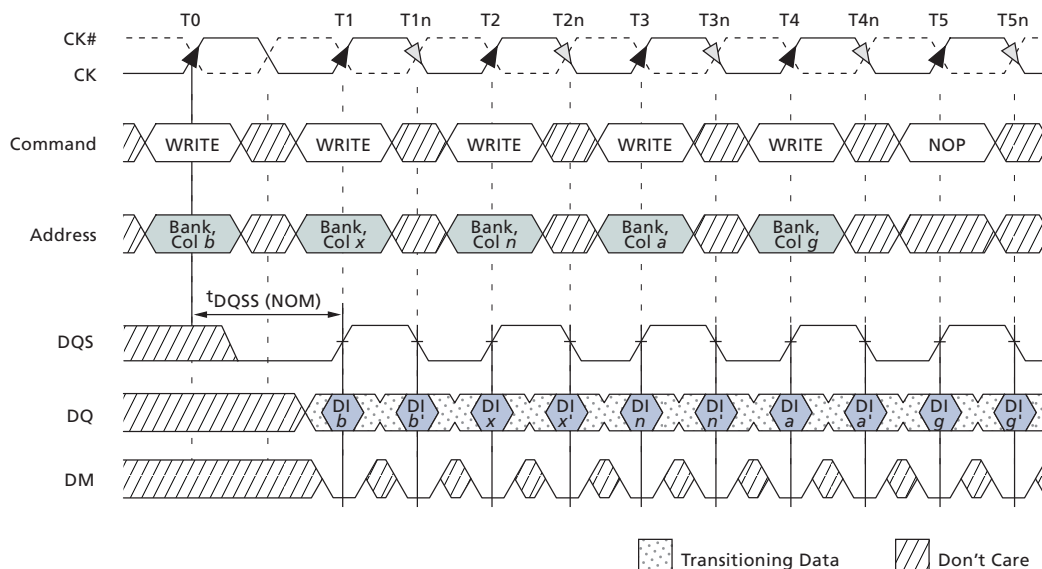 T0 T1 T1n T2 T2n T3 T3n T4 T4n T5 T5n
CK#
CK
Command WRITE WRITE WRITE WRITE WRITE NOP
Address Bank, Col b Bank, Col x Bank, Col n Bank, Col a Bank, Col g
tDQSS (NOM)
DQS
DQ DI b DI b' DI x DI x' DI n DI n' DI a DI a' DI g DI g'
DM
Transitioning Data Don't Care